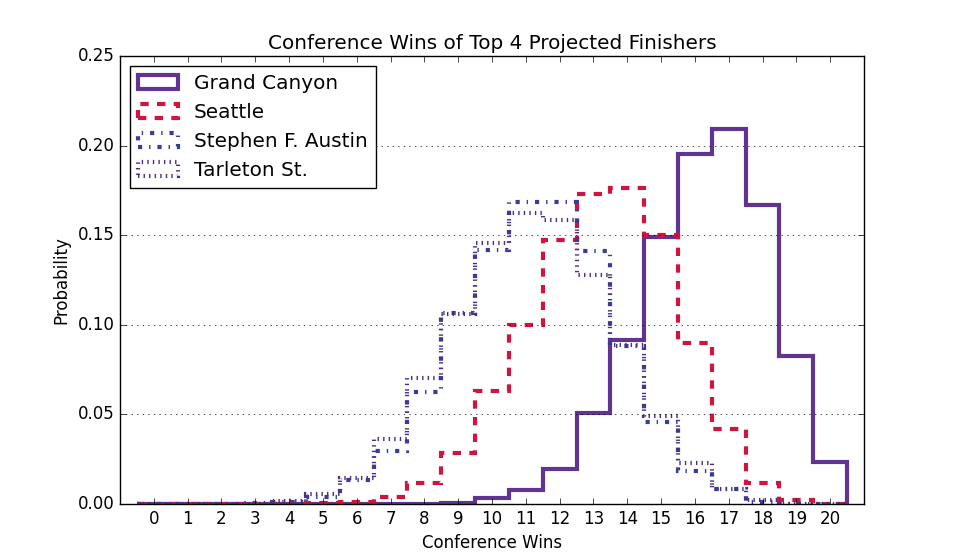 Conference Wins of Top 4 Projected Finishers
Grand Canyon
Seattle
Stephen F. Austin
Tarleton St.
0.25
0.20
0.15
0.10
0.05
0.00
Probability
0 1 2 3 4 5 6 7 8 9 10 11 12 13 14 15 16 17 18 19 20
Conference Wins